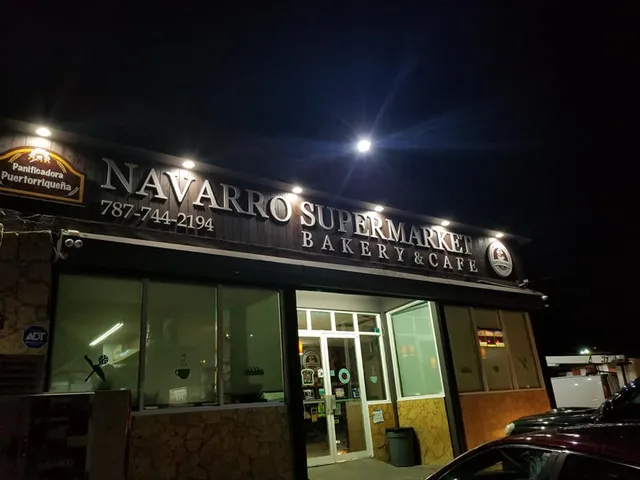 Panificadora
Puertorriqueña
NAVARRO SUPERMARKET
787-744-2194
BAKERY & CAFE
ADT